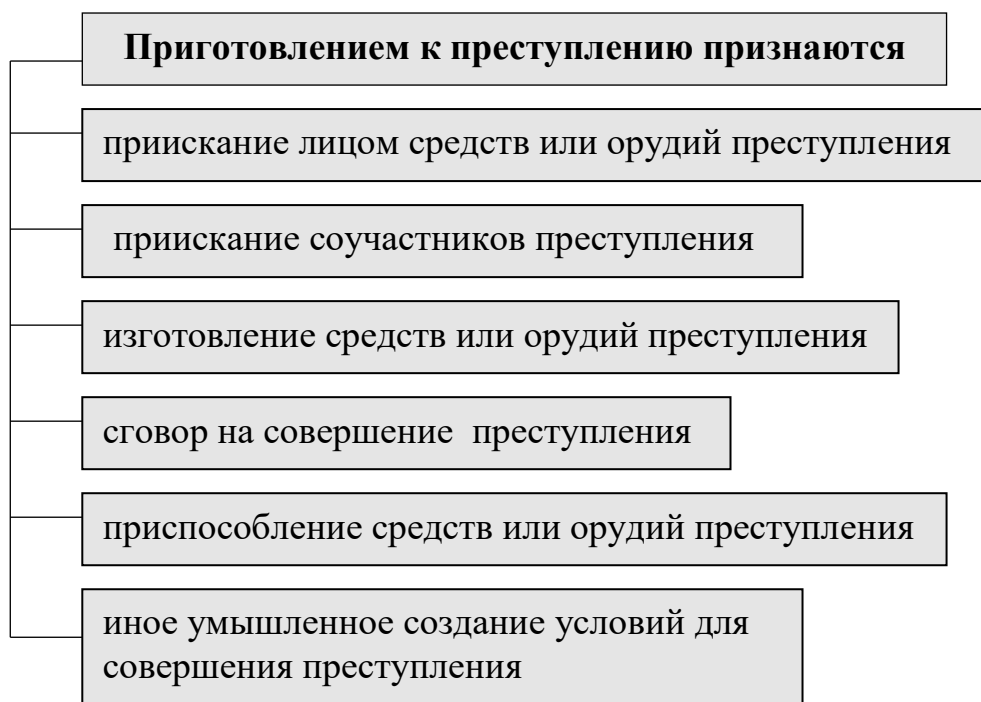 Приготовлением к преступлению признаются
приискание лицом средств или орудий преступления
приискание соучастников преступления
изготовление средств или орудий преступления
сговор на совершение преступления
приспособление средств или орудий преступления
иное умышленное создание условий для
совершения преступления